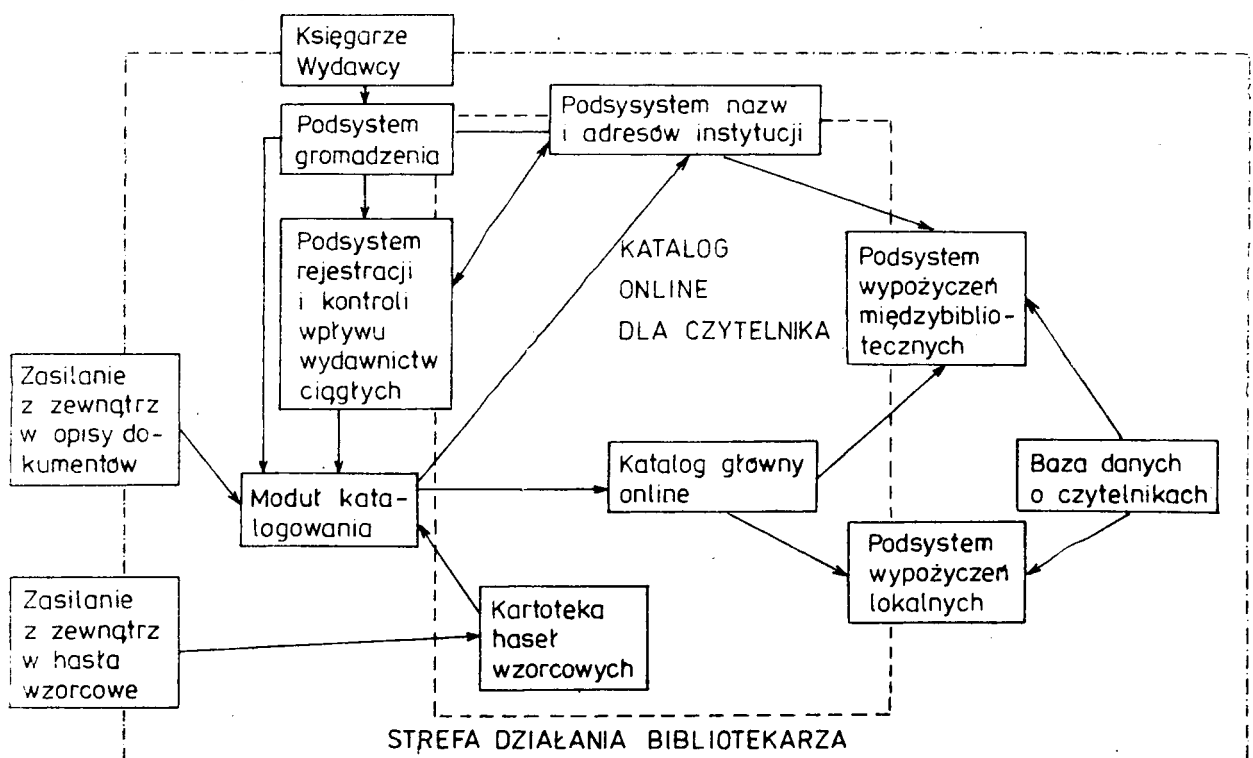 Księgarze
Wydawcy
Podsystem
gromadzenia
Podsysystem nazw
i adresów instytucji
Podsystem
rejestracji
i kontroli
wpływu
wydawnictw
ciągłych
KATALOG
ONLINE
DLA CZYTELNIKA
Podsystem
wypożyczeń
międzybiblio-
tecznych
Zasilanie
z zewnątrz
w opisy do-
kumentów
Moduł kata-
logowania
Katalog główny
online
Baza danych
o czytelnikach
Podsystem
wypożyczeń
lokalnych
Zasilanie
z zewnątrz
w hasła
wzorcowe
Kartoteka
haseł
wzorcowych
STREFA DZIAŁANIA BIBLIOTEKARZA